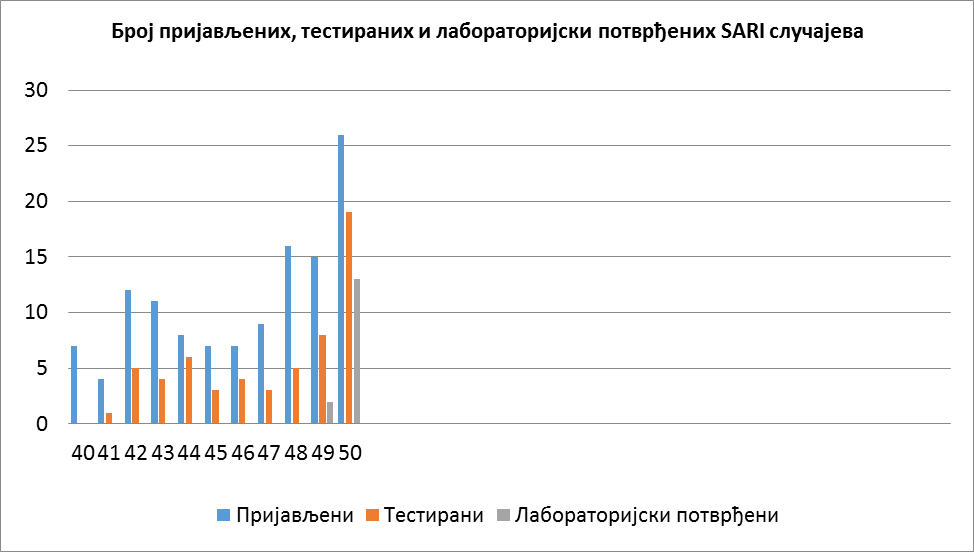 Број пријављених, тестираних и лабораторијски потврђених SARI случајева
30
25
20
15
10
5
0
40 41 42 43 44 45 46 47 48 49 50
Пријављени Тестирани Лабораторијски потврђени